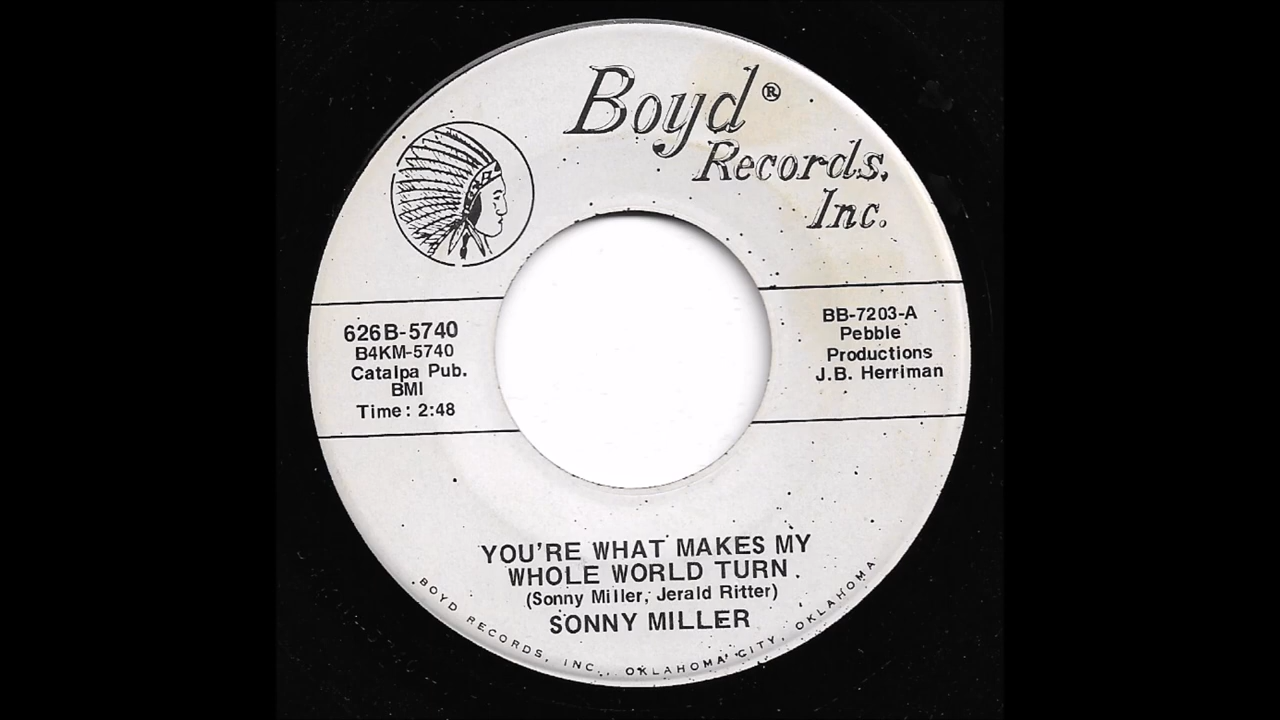 Boyd®
Records,
Inc.
626B-5740
B4KM-5740
Catalpa Pub.
BMI
Time: 2:48
BB-7203-A
Pebble
Productions
J.B. Herriman
YOU'RE WHAT MAKES MY
WHOLE WORLD TURN
(Sonny Miller, Jerald Ritter)
SONNY MILLER
BOYD RECORDS, INC., OKLAHOMA CITY, OKLAHOMA